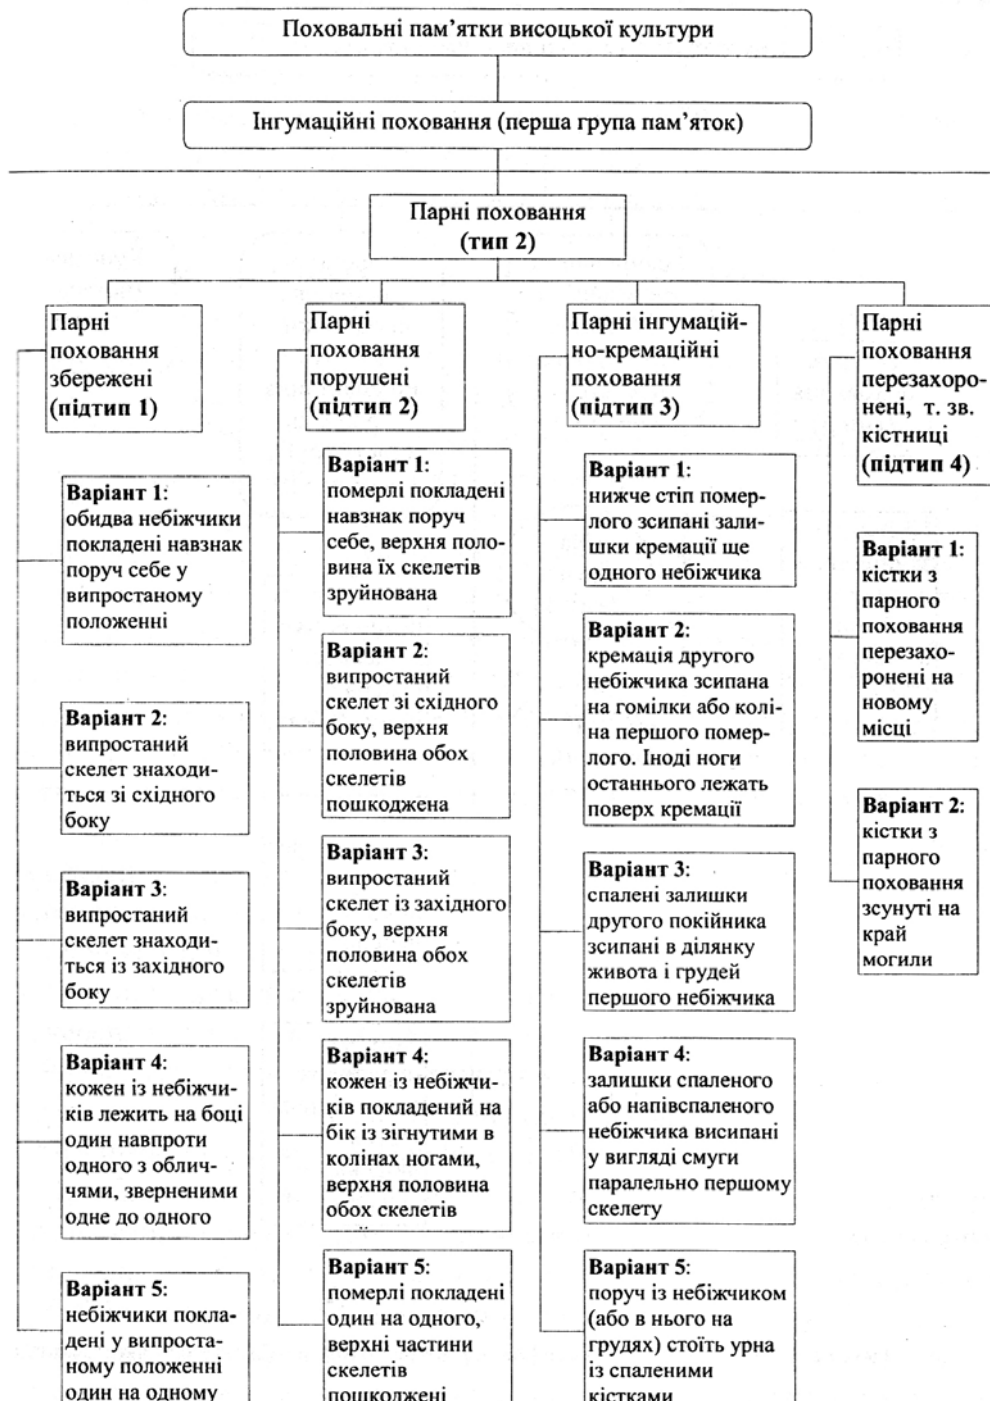 Поховальні пам’ятки висоцької культури
Інгумаційні поховання (перша група пам’яток)
Парні поховання
(тип 2)
Парні
поховання
збережені
(підтип 1)
Варіант 1:
обидва небіжчики
покладені навзнак
поруч себе у
випростаному
положенні
Варіант 2:
випростаний
скелет знаходи-
ться зі східного
боку
Варіант 3:
випростаний
скелет знаходи-
ться із західного
боку
Варіант 4:
кожен із небіжчи-
ків лежить на боці
один навпроти
одного з облич-
чями, зверненими
одне до одного
Варіант 5:
небіжчики покла-
дені у випроста-
ному положенні
один на одному
Парні
поховання
порушені
(підтип 2)
Варіант 1:
померлі покладені
навзнак поруч
себе, верхня поло-
вина їх скелетів
зруйнована
Варіант 2:
випростаний
скелет зі східного
боку, верхня
половина обох
скелетів
пошкоджена
Варіант 3:
випростаний
скелет із західного
боку, верхня
половина обох
скелетів
зруйнована
Варіант 4:
кожен із небіжчи-
ків покладений на
бік із зігнутими в
колінах ногами,
верхня половина
обох скелетів
Варіант 5:
померлі покладені
один на одного,
верхні частини
скелетів
пошкоджені
Парні інгумацій-
но-кремаційні
поховання
(підтип 3)
Варіант 1:
нижче стіп помер-
лого зсипані зали-
шки кремації ще
одного небіжчика
Варіант 2:
кремація другого
небіжчика зсипана
на гомілки або колі-
на першого помер-
лого. Іноді ноги
останнього лежать
поверх кремації
Варіант 3:
спалені залишки
другого покійника
зсипані в ділянку
живота і грудей
першого небіжчика
Варіант 4:
залишки спаленого
або напівспаленого
небіжчика висипані
у вигляді смуги
паралельно першому
скелету
Варіант 5:
поруч із небіжчиком
(або в нього на
грудях) стоїть урна
із спаленими
кістками
Парні
поховання
перезахоро-
нені, т. зв.
кістниці
(підтип 4)
Варіант 1:
кістки з
парного
поховання
перезахо-
ронені на
новому
місці
Варіант 2:
кістки з
парного
поховання
зсунуті на
край
могили